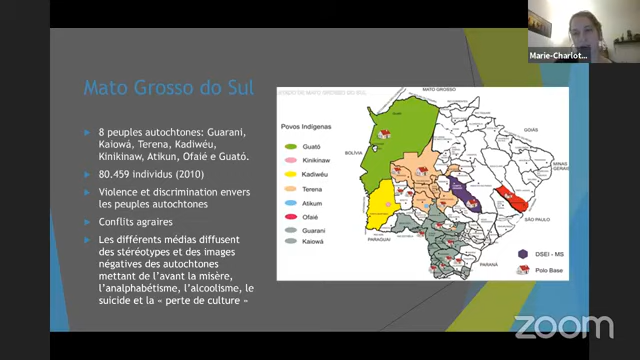 Marie-Charlot...
Mato Grosso do Sul
8 peuples autochtones: Guarani,
Kaiowá, Terena, Kadiwéu,
Kinikinaw, Atikun, Ofaié e Guató.
80.459 individus (2010)
Violence et discrimination envers
les peuples autochtones
Conflits agraires
Les différents médias diffusent
des stéréotypes et des images
négatives des autochtones
mettant de l'avant la misère,
l'analphabétisme, l'alcoolisme, le
suicide et la « perte de culture »
MATO GROSSO DO SUL
MATO GROSSO
Povos Indígenas
Guató
Kinikinaw
Kadiwéu
Terena
Atikum
Ofaié
Guarani
Kaiowá
BOLÍVIA
GOIÁS
MINAS
GERAIS
SÃO PAULO
PARAGUAI
PARANÁ
DSEI - MS
Polo Base
zoom